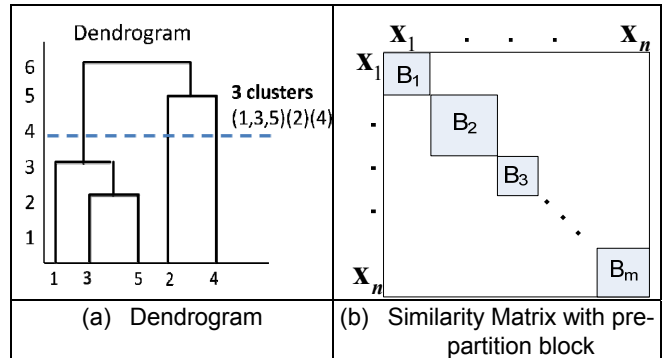 Dendrogram
6
5
4
3
2
1
3 clusters
(1,3,5)(2)(4)
1 3 5 2 4
(a) Dendrogram
X1 . . . Xn
X1
.
.
.
Xn
B1
B2
B3
Bm
(b) Similarity Matrix with pre-
partition block